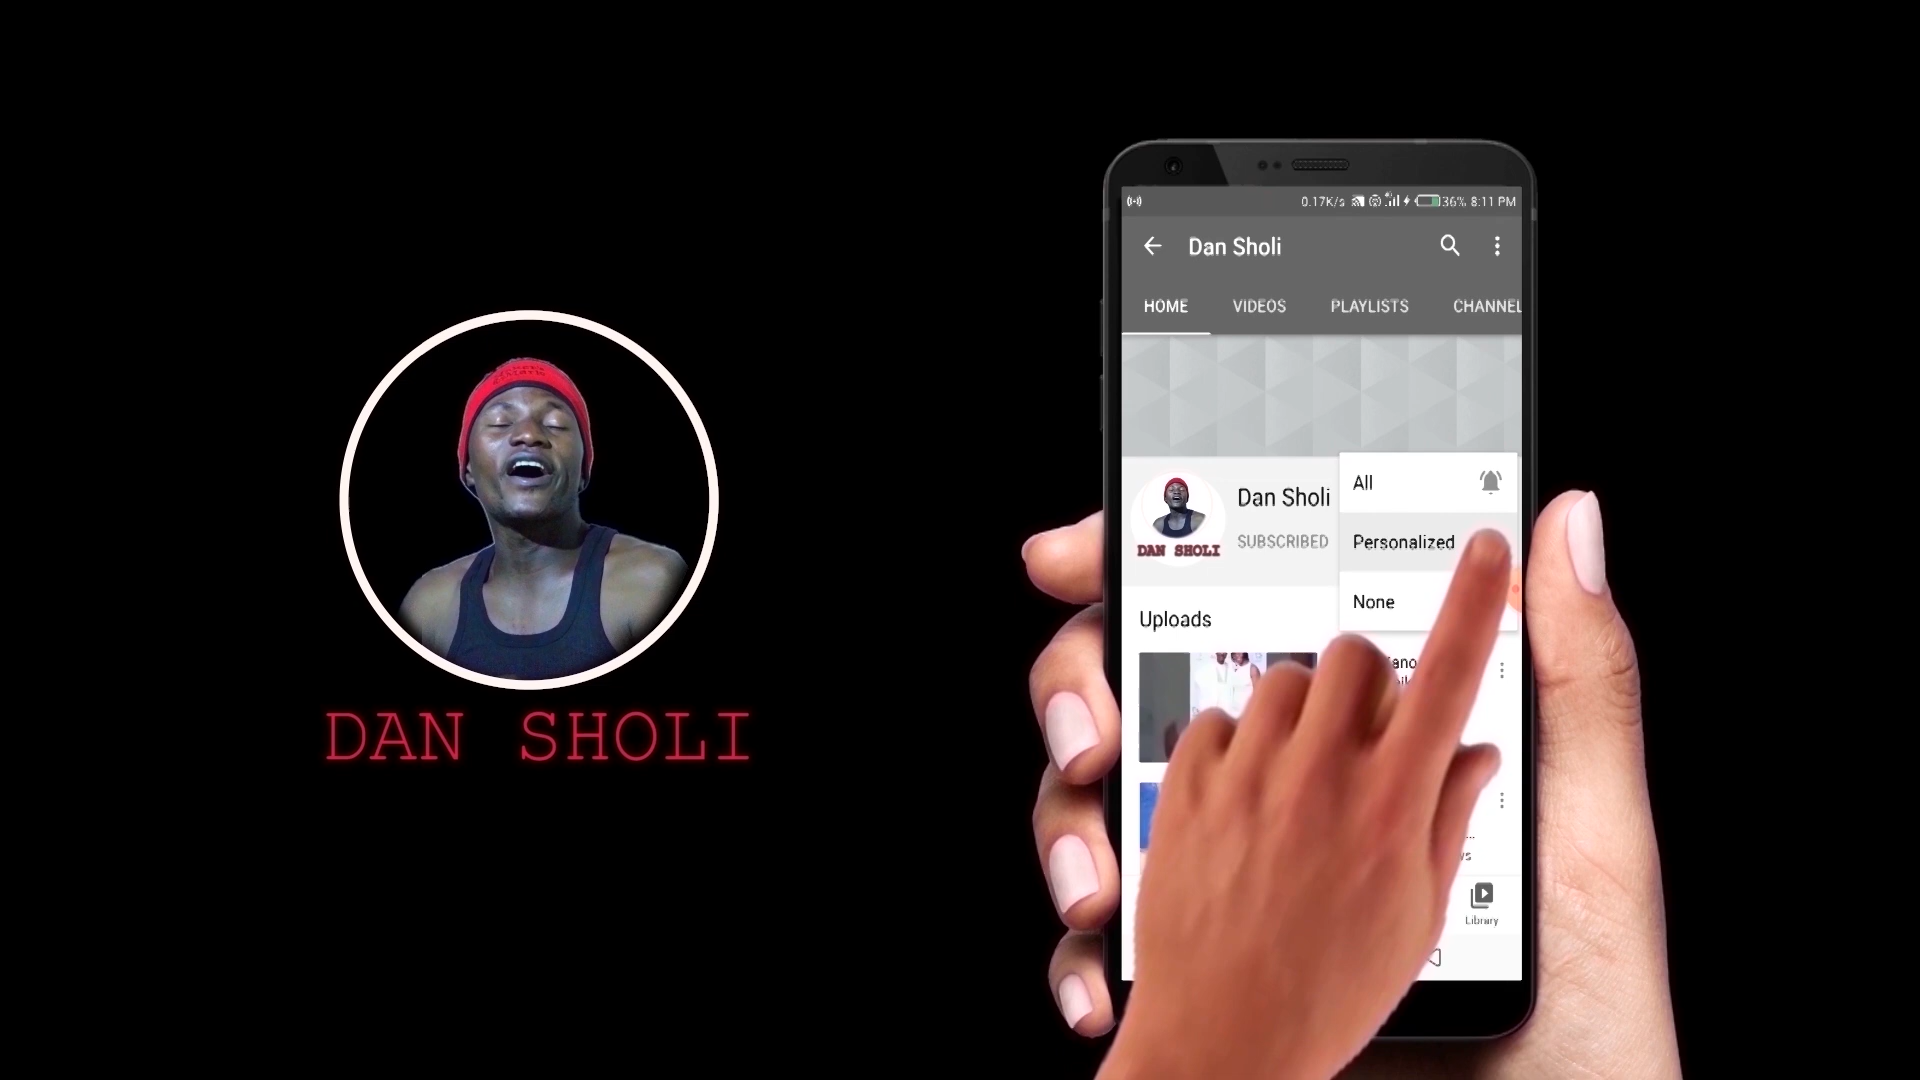 DAN SHOLI
0.17K/s 36% 8:11 PM
Dan Sholi
HOME VIDEOS PLAYLISTS CHANNEL
All
Dan Sholi
DAN SHOLI
SUBSCRIBED
Personalized
None
Uploads
Library